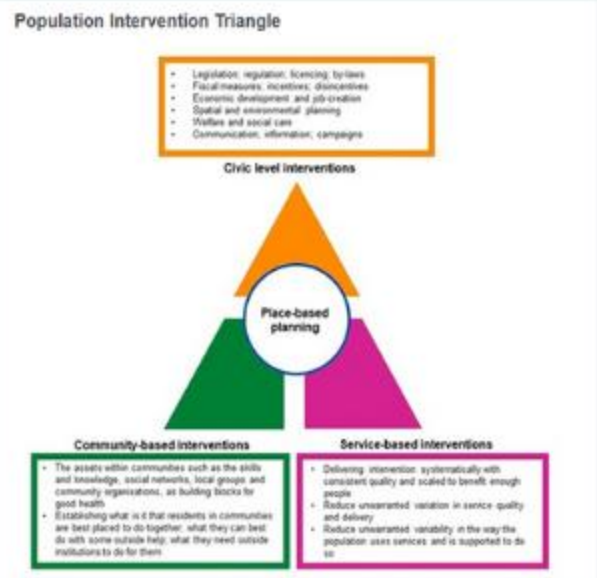 Population Intervention Triangle
• Legislation; regulation; licencing; by-laws
• Fiscal measures; incentives; disincentives
• Economic development and job-creation
• Spatial and environmental planning
• Welfare and social care
• Communication; information; campaigns
Civic level interventions
Place-based
planning
Community-based interventions
• The assets within communities such as the skills
and knowledge, social networks, local groups and
community organisations, as building blocks for
good health
• Establishing what is it that residents in communities
are best placed to do together; what they can best
do with some outside help; what they need outside
institutions to do for them
Service-based interventions
• Delivering intervention systematically with
consistent quality and scaled to benefit enough
people
• Reduce unwarranted variation in service quality
and delivery
• Reduce unwarranted variability in the way the
population uses services and is supported to do
so